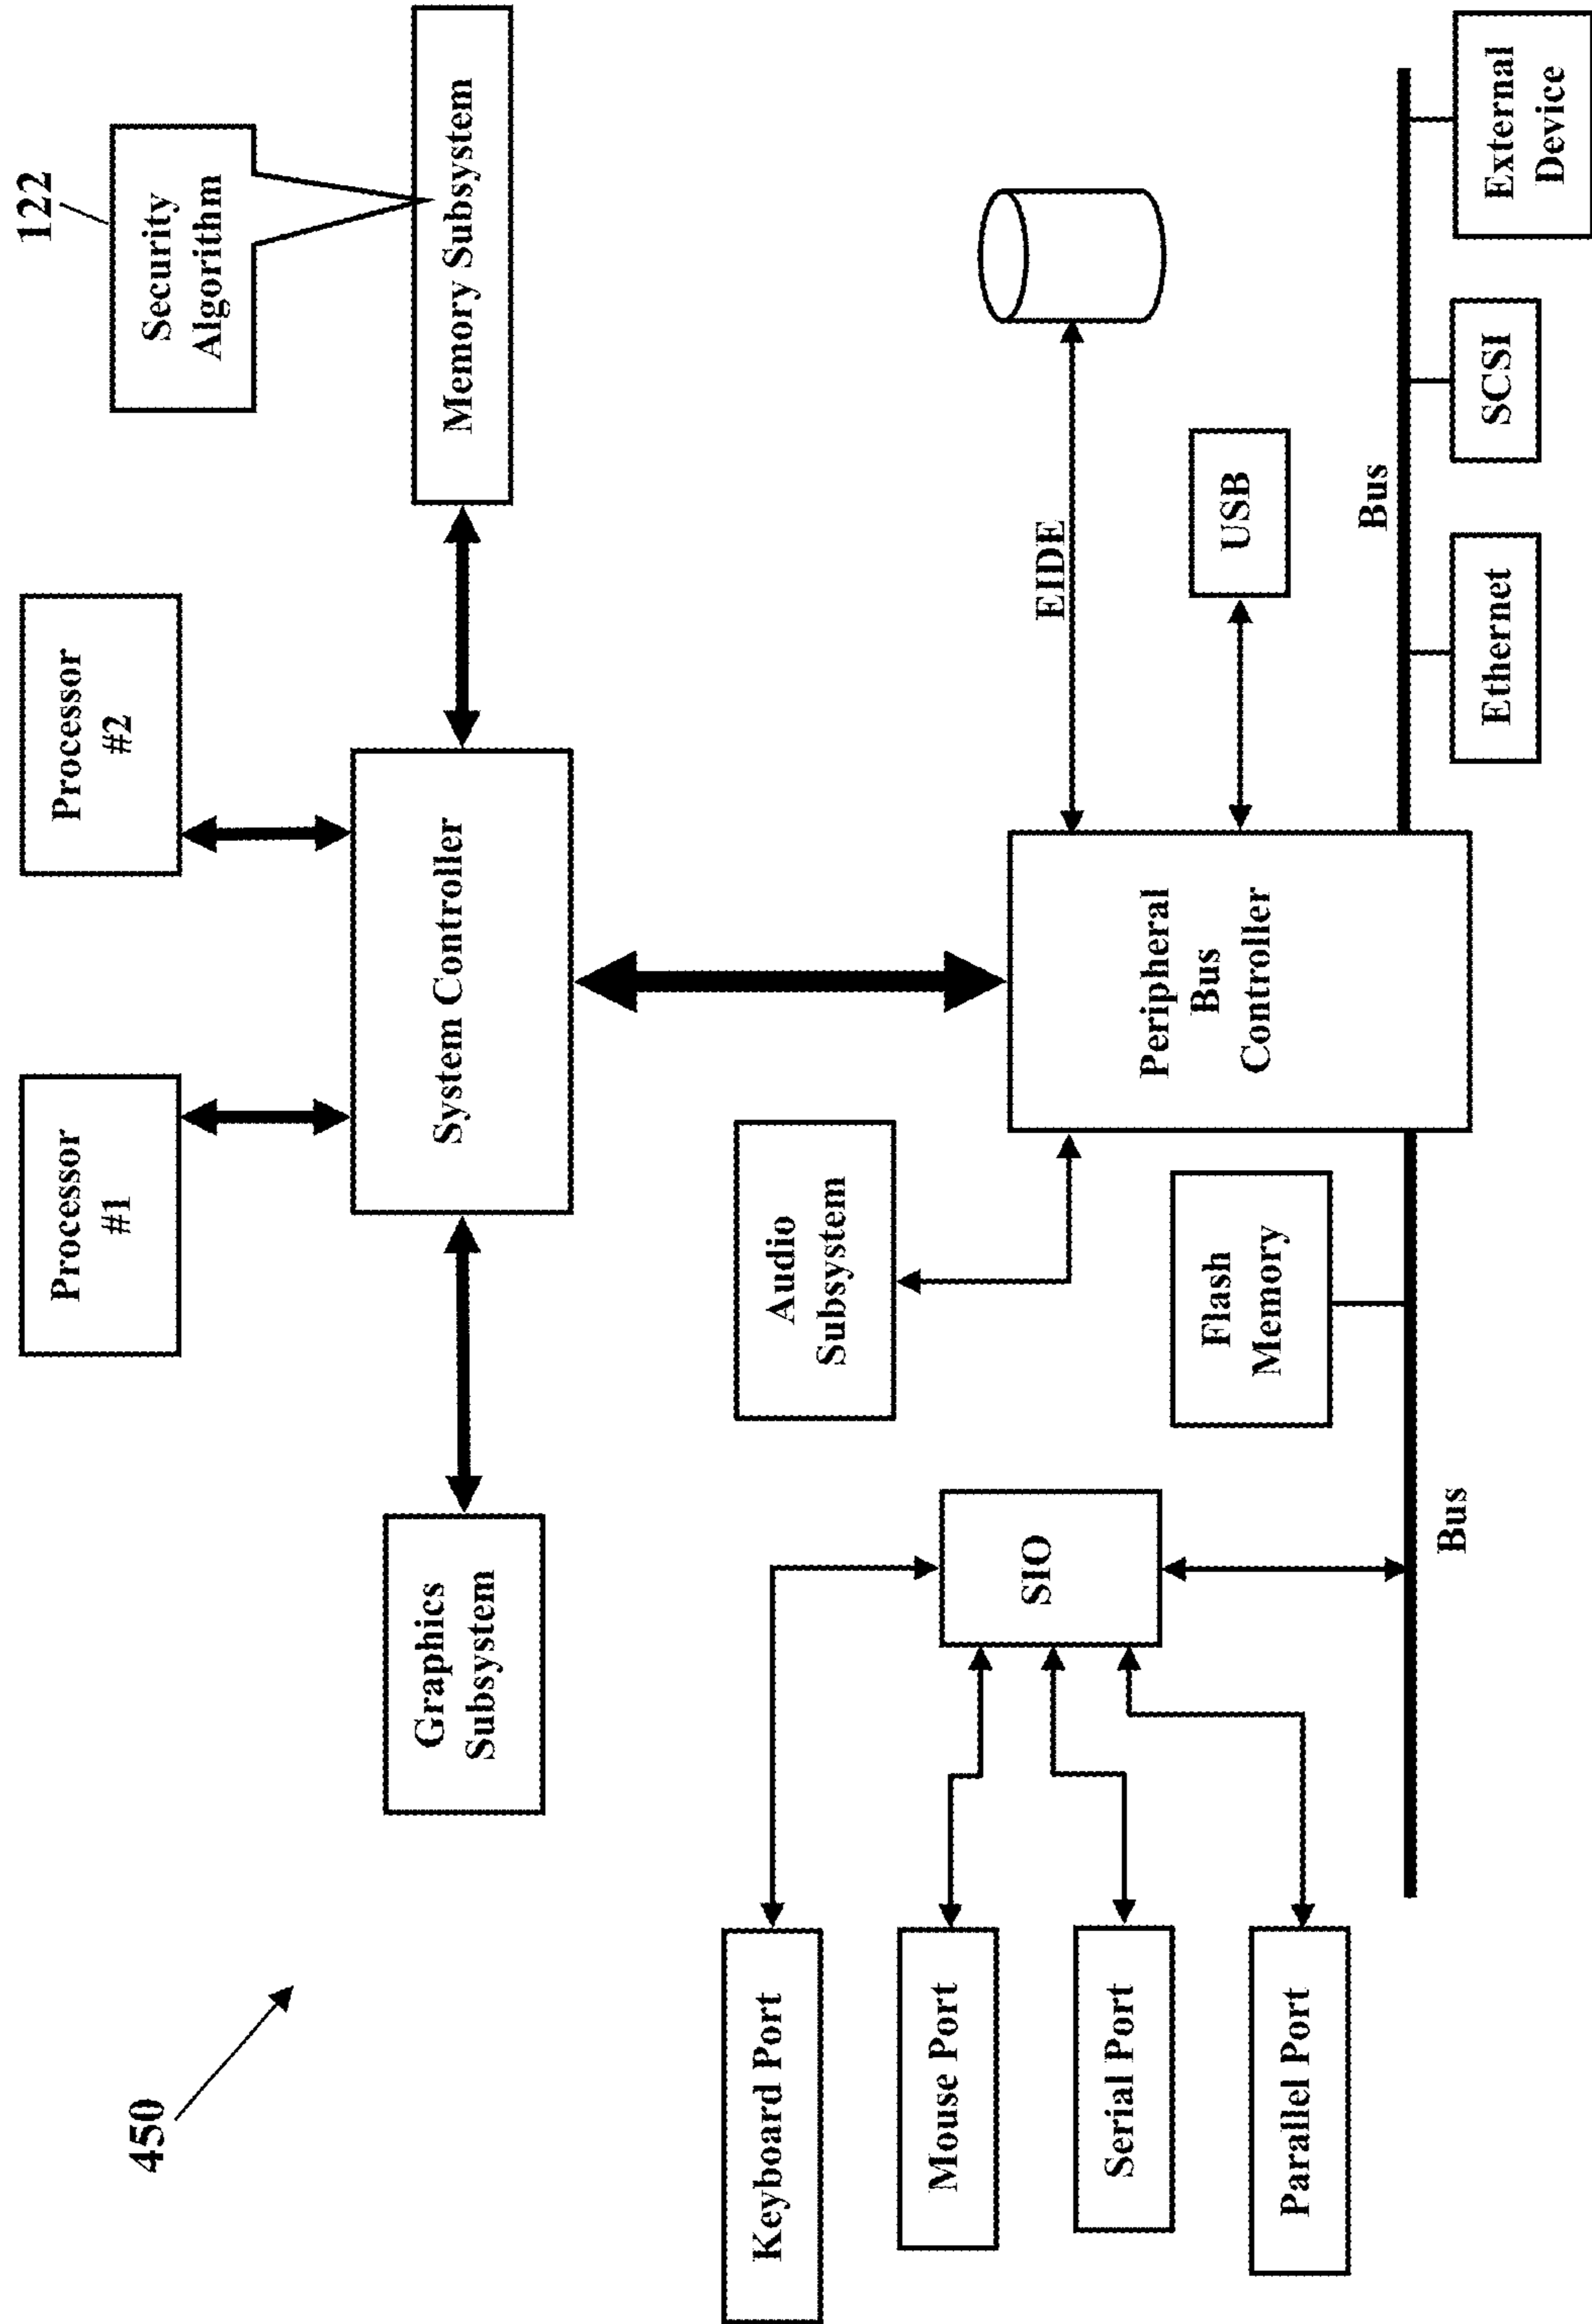 450
122
Processor
#1
Processor
#2
Security
Algorithm
Graphics
Subsystem
System Controller
Memory Subsystem
Keyboard Port
Mouse Port
Serial Port
Parallel Port
SIO
Audio
Subsystem
Flash
Memory
Peripheral
Bus
Controller
EIDE
USB
Bus
Bus
Ethernet
SCSI
External
Device